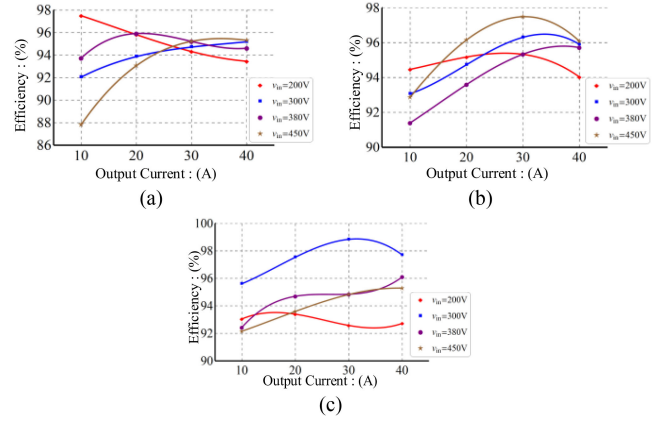 98
96
94
92
88
86
Efficiency : (%)
10 20 30 40
Output Current : (A)
vin=200V
vin=300V
vin=380V
vin=450V
(a)
98
96
94
92
90
Efficiency : (%)
10 20 30 40
Output Current : (A)
vin=200V
vin=300V
vin=380V
vin=450V
(b)
100
98
96
94
92
90
Efficiency : (%)
10 20 30 40
Output Current : (A)
vin=200V
vin=300V
vin=380V
vin=450V
(c)